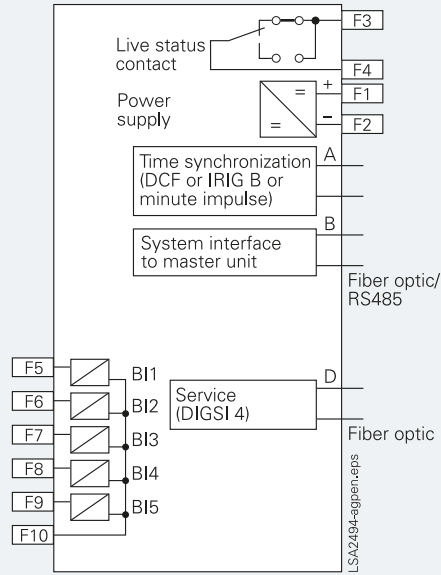 F3
Live status
contact
F4
+
F1
Power
supply
=
=
–
F2
A
Time synchronization
(DCF or IRIG B or
minute impulse)
B
System interface
to master unit
Fiber optic/
RS485
F5
BI1
F6
BI2
F7
BI3
F8
BI4
F9
BI5
F10
D
Service
(DIGSI 4)
Fiber optic
LSA2494-agpen.eps